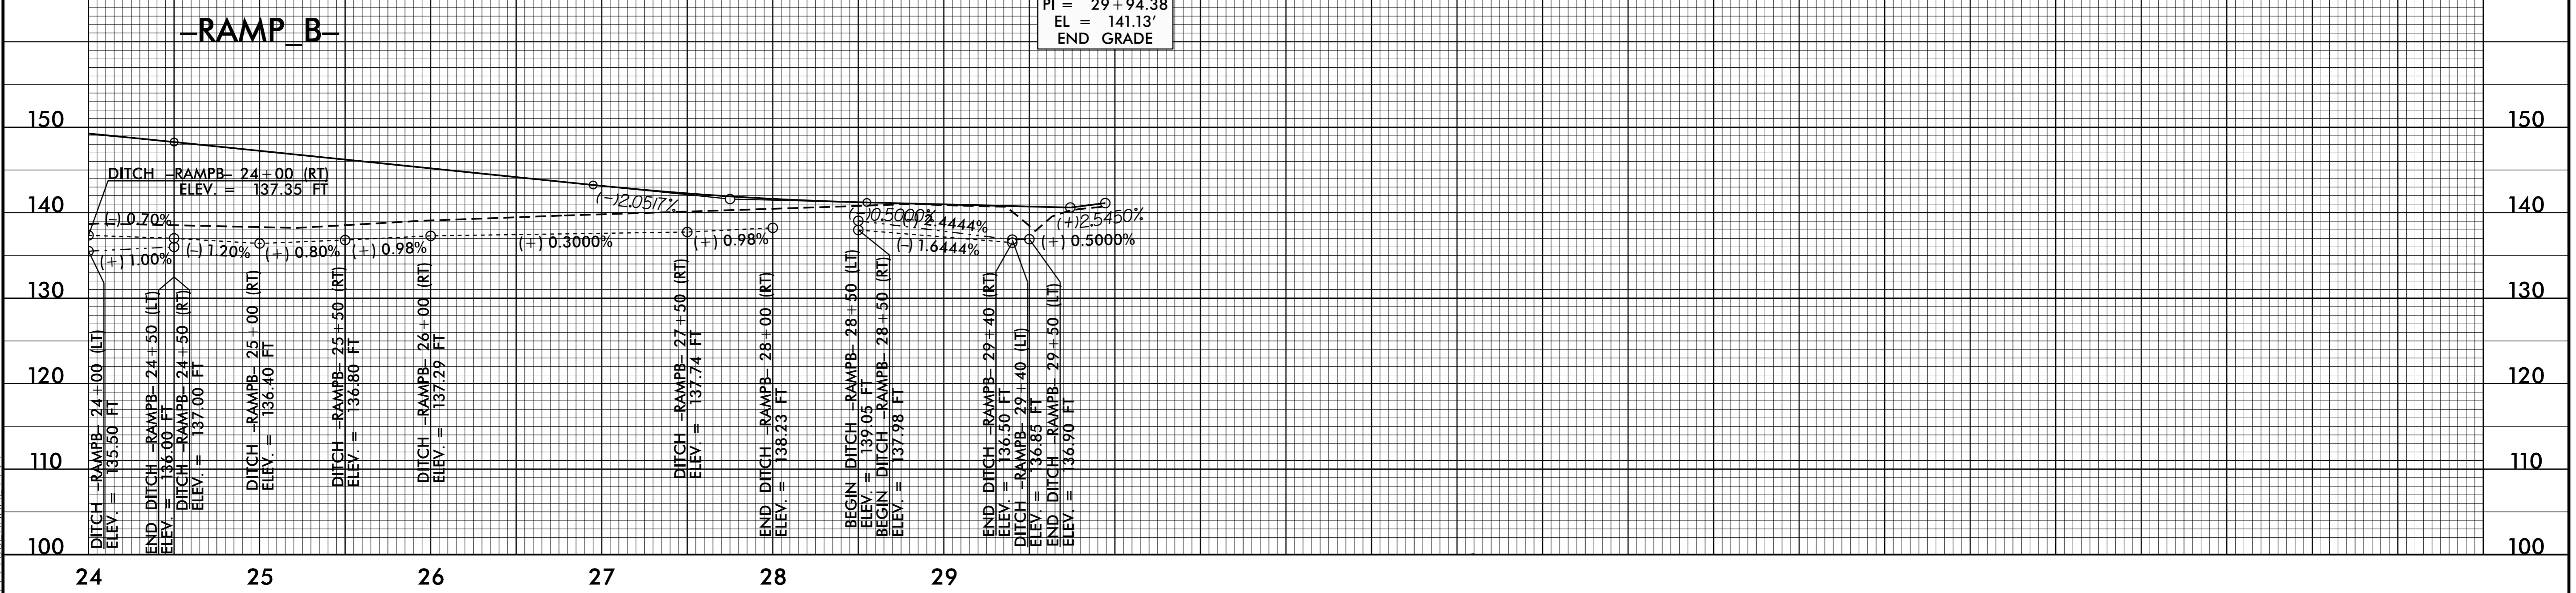 PI = 29+94.38
EL = 141.13'
END GRADE
-RAMP_B-
150
150
DITCH -RAMPB- 24+00 (RT)
ELEV. = 137.35 FT
140
140
(-)2.0517%
(-)0.5000%
(-) 2.4444%
(+)2.5450%
(-) 0.70%
(+) 1.00%
(-) 1.20%
(+) 0.80%
(+) 0.98%
(+) 0.3000%
(+) 0.98%
(-) 1.6444%
(+) 0.5000%
130
130
120
120
110
110
100
100
DITCH -RAMPB- 24+00 (LT)
ELEV. = 135.50 FT
END DITCH -RAMPB- 24+50 (LT)
ELEV. = 136.00 FT
DITCH -RAMPB- 24+50 (RT)
ELEV. = 137.00 FT
DITCH -RAMPB- 25+00 (RT)
ELEV. = 136.40 FT
DITCH -RAMPB- 25+50 (RT)
ELEV. = 136.80 FT
DITCH -RAMPB- 26+00 (RT)
ELEV. = 137.29 FT
DITCH -RAMPB- 27+50 (RT)
ELEV. = 137.74 FT
END DITCH -RAMPB- 28+00 (RT)
ELEV. = 138.23 FT
BEGIN DITCH -RAMPB- 28+50 (LT)
ELEV. = 139.05 FT
BEGIN DITCH -RAMPB- 28+50 (RT)
ELEV. = 137.98 FT
END DITCH -RAMPB- 29+40 (RT)
ELEV. = 136.50 FT
DITCH -RAMPB- 29+40 (LT)
ELEV. = 136.85 FT
END DITCH -RAMPB- 29+50 (LT)
ELEV. = 136.90 FT
24
25
26
27
28
29